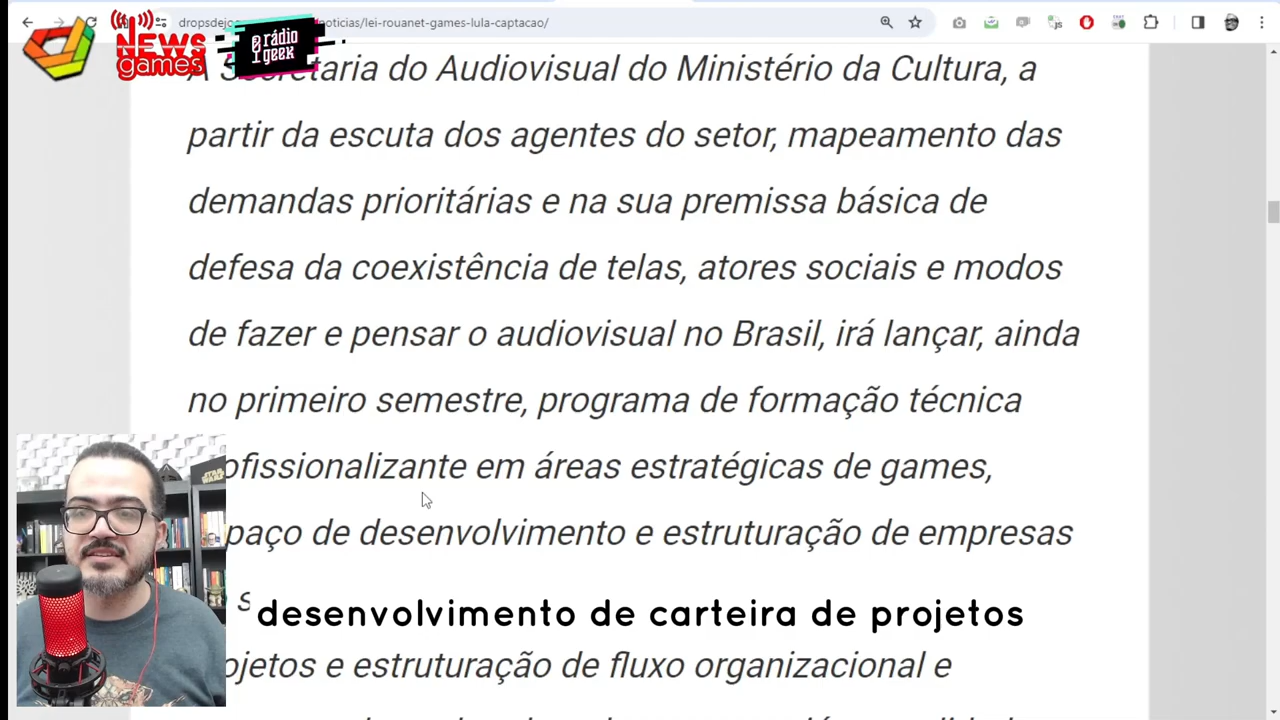 dropsdejo
noticias/lei-rouanet-games-lula-captacao/
NEWS
games
rádio
geek
Secretaria do Audiovisual do Ministério da Cultura, a
partir da escuta dos agentes do setor, mapeamento das
demandas prioritárias e na sua premissa básica de
defesa da coexistência de telas, atores sociais e modos
de fazer e pensar o audiovisual no Brasil, irá lançar, ainda
no primeiro semestre, programa de formação técnica
ofissionalizante em áreas estratégicas de games,
paço de desenvolvimento e estruturação de empresas
desenvolvimento de carteira de projetos
ojetos e estruturação de fluxo organizacional e
STAR
WARS